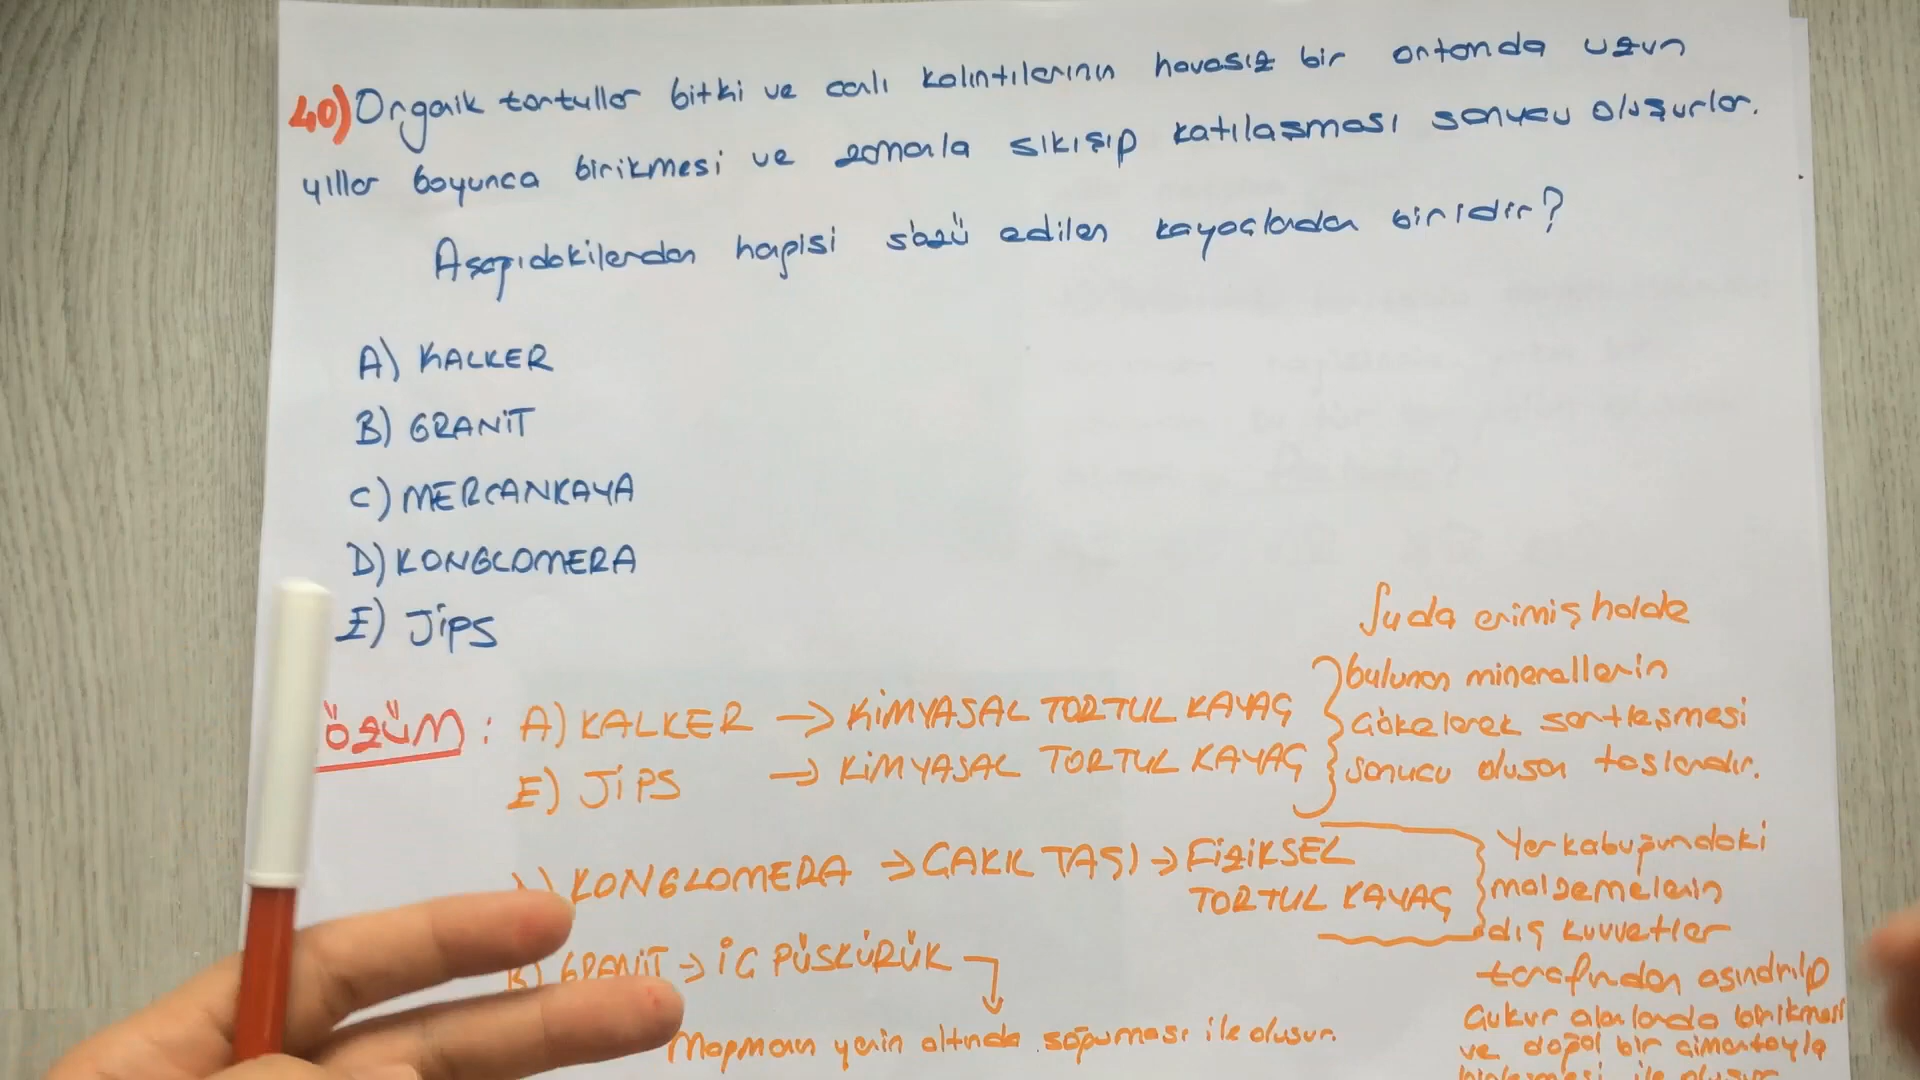 40) Organik tortullar bitki ve canlı kalıntılarının havasız bir ortamda uzun
yıllar boyunca birikmesi ve zamanla sıkışıp katılaşması sonucu oluşurlar.
Aşağıdakilerden hangisi sözü edilen kayaçlardan biridir?
A) KALKER
B) GRANİT
C) MERCANKAYA
D) KONGLOMERA
E) JİPS
ÖZÜM : A) KALKER → KİMYASAL TORTUL KAYAÇ
E) JİPS → KİMYASAL TORTUL KAYAÇ
Suda erimiş halde
bulunan minerallerin
çökelerek sertleşmesi
sonucu oluşan taşlardır.
KONGLOMERA → ÇAKIL TAŞI → FİZİKSEL
TORTUL KAYAÇ
Yerkabuğundaki
malzemelerin
dış kuvvetler
tarafından aşındırılıp
çukur alanlarda birikmesi
ve doğal bir çimentoyla
B) GRANİT → İÇ PÜSKÜRÜK
Magmanın yerin altında soğuması ile oluşur.